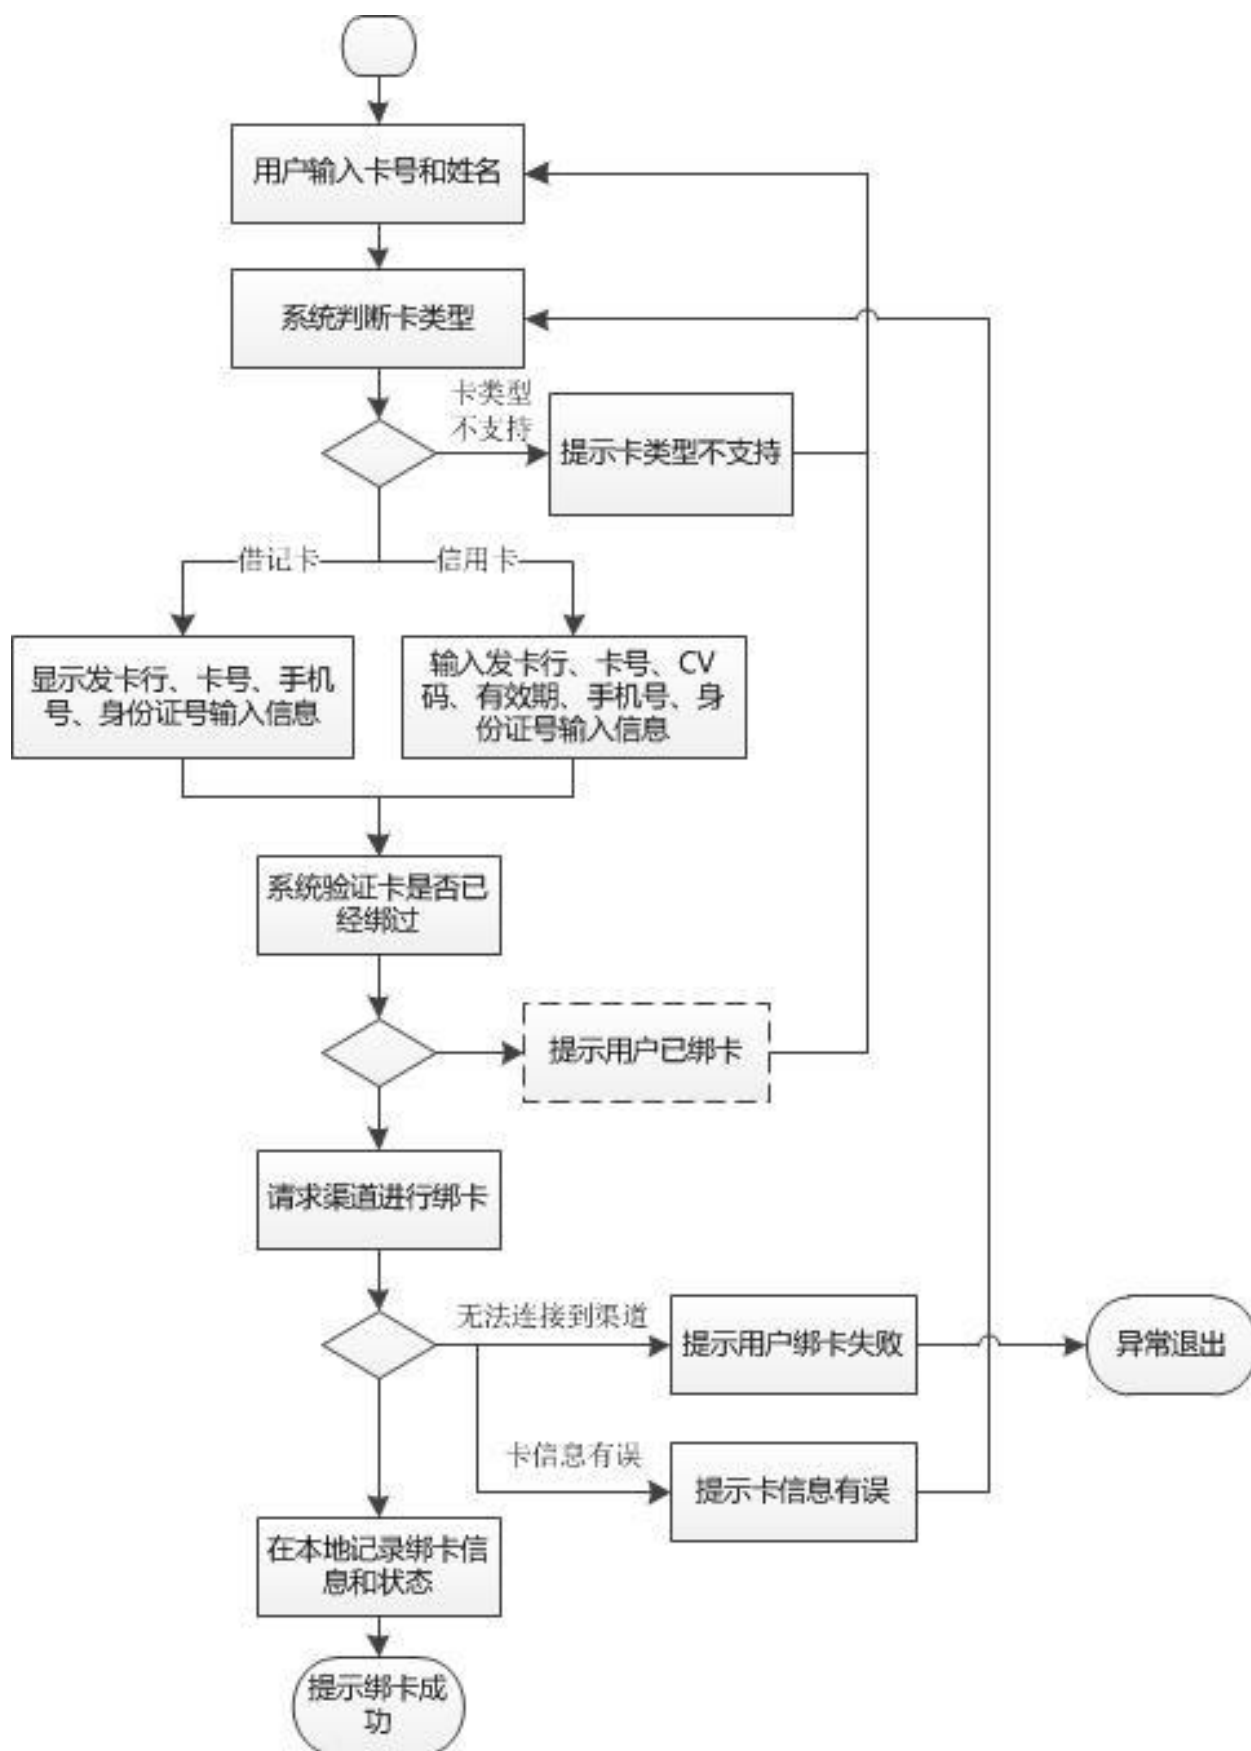 用户输入卡号和姓名
系统判断卡类型
卡类型
不支持
提示卡类型不支持
借记卡
信用卡
显示发卡行、卡号、手机
号、身份证号输入信息
输入发卡行、卡号、CV
码、有效期、手机号、身
份证号输入信息
系统验证卡是否已
经绑过
提示用户已绑卡
请求渠道进行绑卡
无法连接到渠道
提示用户绑卡失败
异常退出
卡信息有误
提示卡信息有误
在本地记录绑卡信
息和状态
提示绑卡成
功